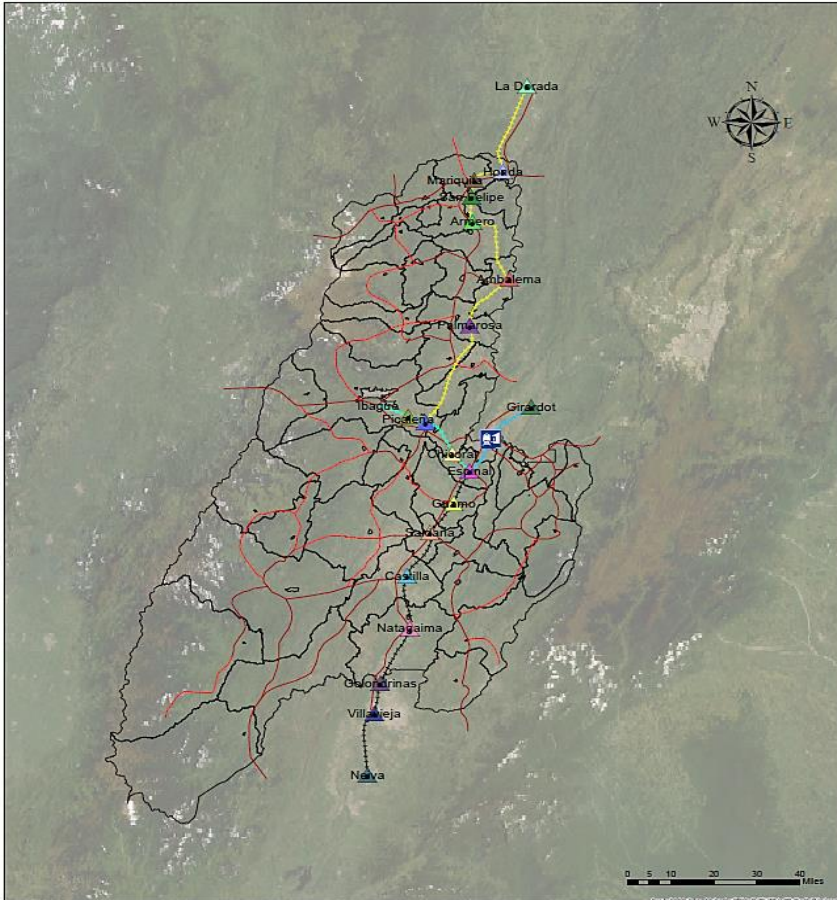 La Dorada
N
W E
S
Honda
Mariquita
San Felipe
Armero
Ambalema
Palmarosa
Ibagué
Girardot
Picaleña
Chicoral
Espinal
Guamo
Saldaña
Castilla
Natagaima
Golondrinas
Villavieja
Neiva
0 5 10 20 30 40
Miles